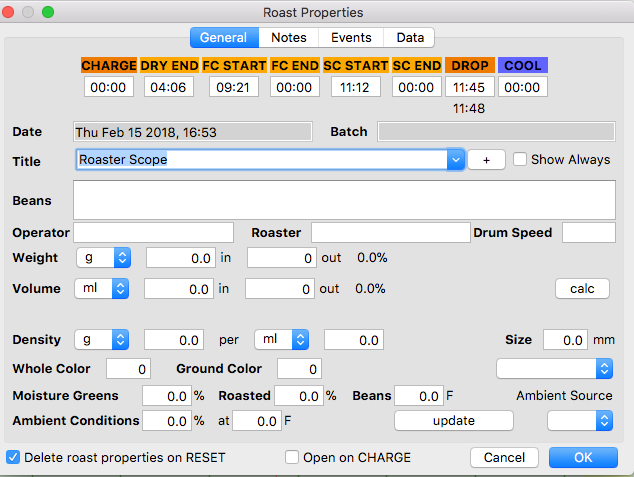 Roast Properties
General Notes Events Data
CHARGE DRY END FC START FC END SC START SC END DROP COOL
00:00 04:06 09:21 00:00 11:12 00:00 11:45 00:00
11:48
Date Thu Feb 15 2018, 16:53 Batch
Title Roaster Scope + Show Always
Beans
Operator Roaster Drum Speed
Weight g 0.0 in 0 out 0.0%
Volume ml 0.0 in 0 out 0.0% calc
Density g 0.0 per ml 0.0 Size 0.0 mm
Whole Color 0 Ground Color 0
Moisture Greens 0.0 % Roasted 0.0 % Beans 0.0 F Ambient Source
Ambient Conditions 0.0 % at 0.0 F update
Delete roast properties on RESET Open on CHARGE Cancel OK